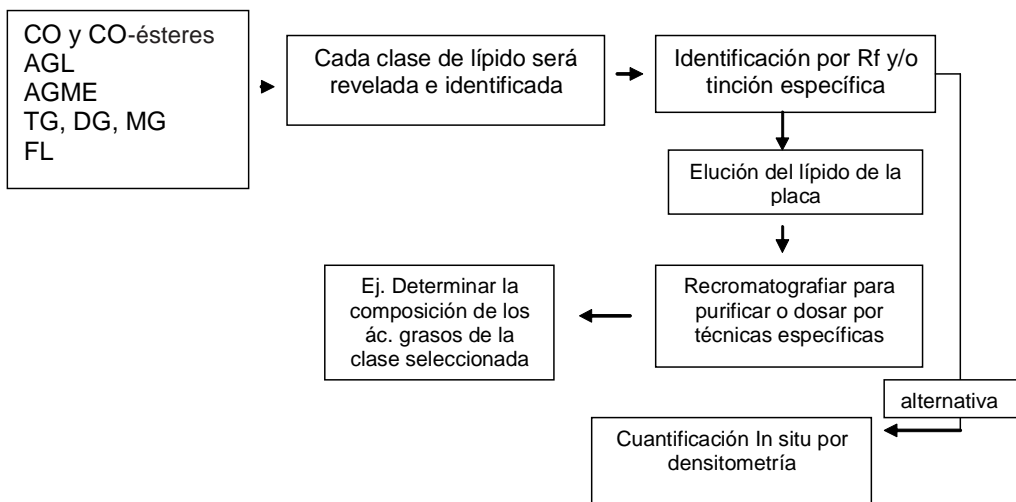 CO y CO-ésteres
AGL
AGME
TG, DG, MG
FL
Cada clase de lípido será
revelada e identificada
Identificación por Rf y/o
tinción específica
Elución del lípido de la
placa
Recromatografiar para
purificar o dosar por
técnicas específicas
Ej. Determinar la
composición de los
ác. grasos de la
clase seleccionada
alternativa
Cuantificación In situ por
densitometría